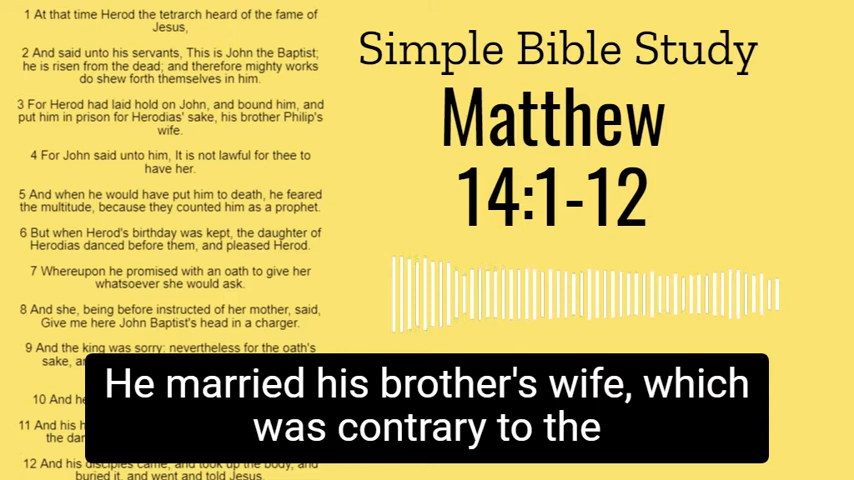 1 At that time Herod the tetrarch heard of the fame of
Jesus,
2 And said unto his servants, This is John the Baptist;
he is risen from the dead; and therefore mighty works
do shew forth themselves in him.
3 For Herod had laid hold on John, and bound him, and
put him in prison for Herodias' sake, his brother Philip's
wife.
4 For John said unto him, It is not lawful for thee to
have her.
5 And when he would have put him to death, he feared
the multitude, because they counted him as a prophet.
6 But when Herod's birthday was kept, the daughter of
Herodias danced before them, and pleased Herod.
7 Whereupon he promised with an oath to give her
whatsoever she would ask.
8 And she, being before instructed of her mother, said,
Give me here John Baptist's head in a charger.
9 And the king was sorry: nevertheless for the oath's
sake,
10 And
11 And his
the
12 And his disciples came, and took up the body, and
buried it, and went and told Jesus.
Simple Bible Study
Matthew
14:1-12
He married his brother's wife, which
was contrary to the